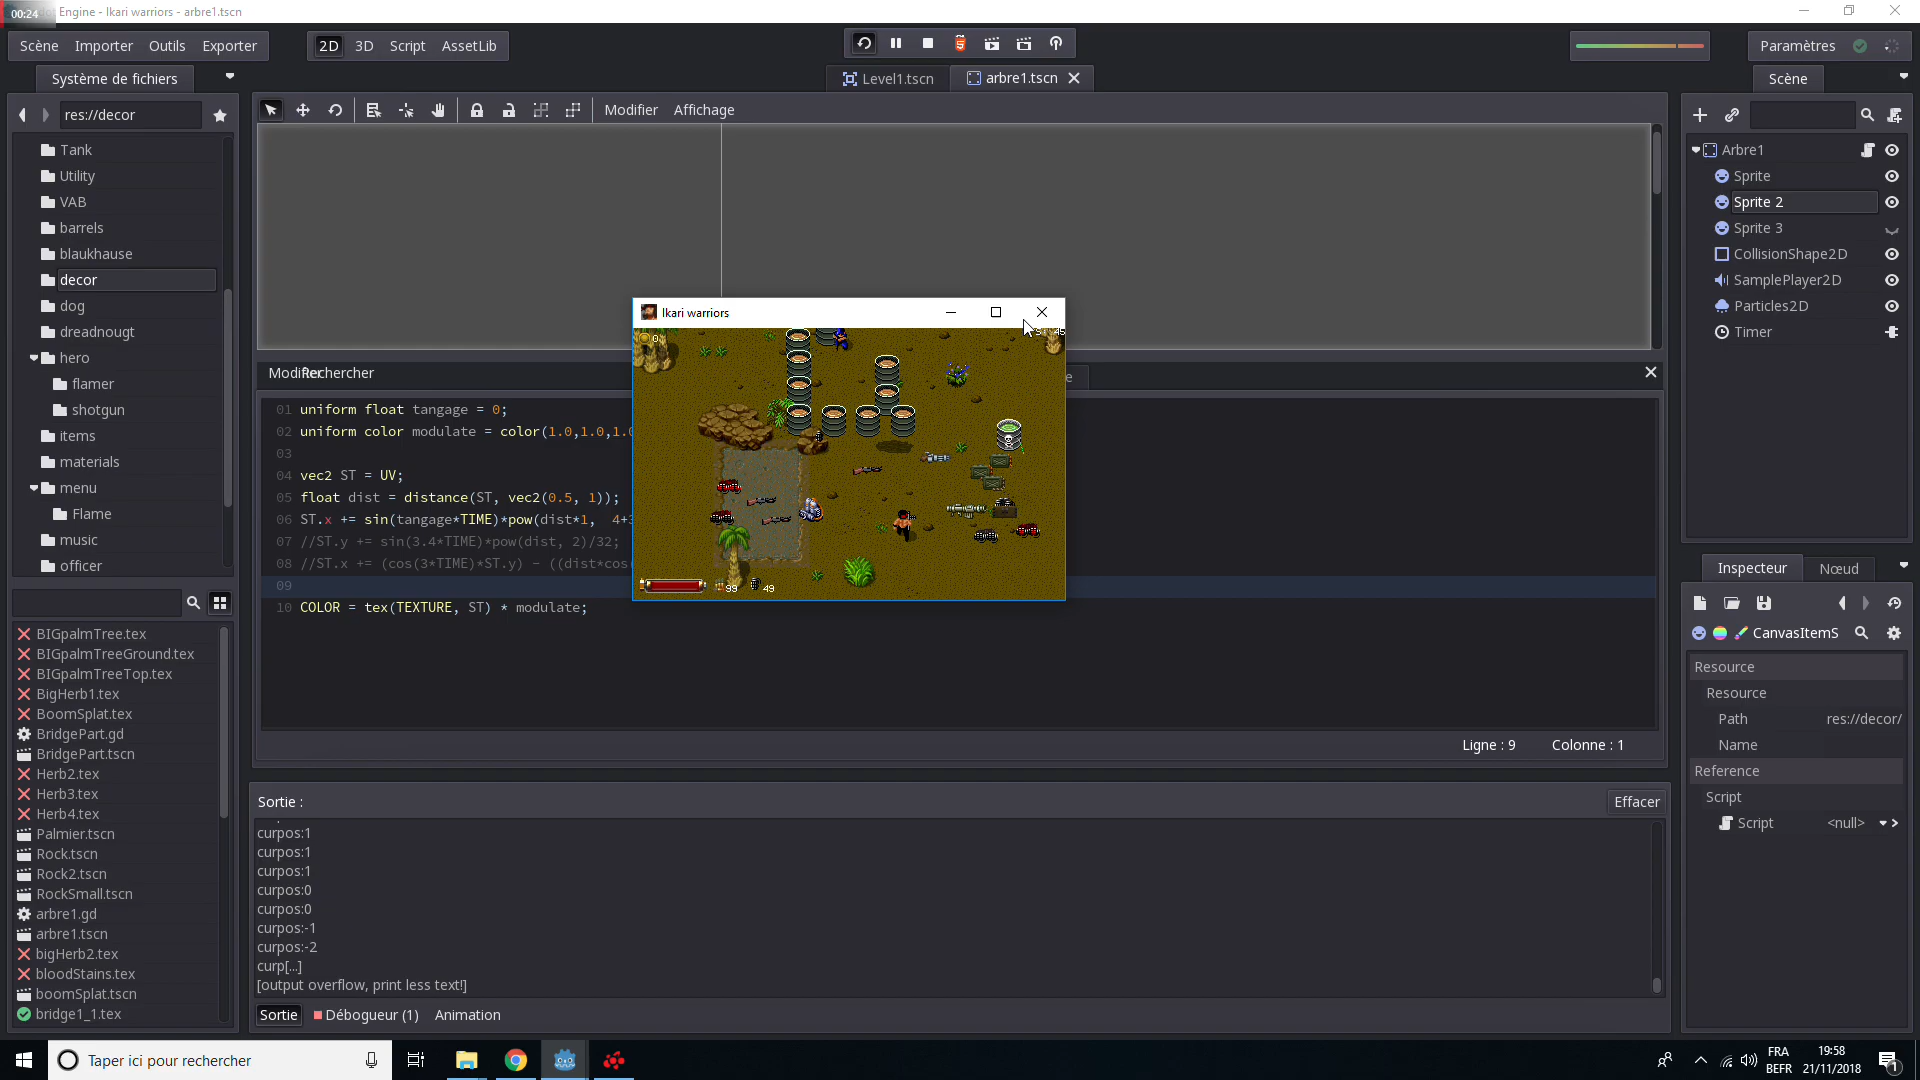 00:24
Engine - Ikari warriors - arbre1.tscn
Scène Importer Outils Exporter
2D 3D Script AssetLib
Paramètres
Système de fichiers
Level1.tscn arbre1.tscn
Scène
res://decor
Modifier Affichage
Tank
Utility
VAB
barrels
blaukhause
decor
dog
dreadnougt
hero
flamer
shotgun
items
materials
menu
Flame
music
officer
Arbre1
Sprite
Sprite 2
Sprite 3
CollisionShape2D
SamplePlayer2D
Particles2D
Timer
Ikari warriors
0
45
99 49
Modifier Rechercher
e
01 uniform float tangage = 0;
02 uniform color modulate = color(1.0,1.0,1.0
03
04 vec2 ST = UV;
05 float dist = distance(ST, vec2(0.5, 1));
06 ST.x += sin(tangage*TIME)*pow(dist*1, 4+3
07 //ST.y += sin(3.4*TIME)*pow(dist, 2)/32;
08 //ST.x += (cos(3*TIME)*ST.y) - ((dist*cos(
09
10 COLOR = tex(TEXTURE, ST) * modulate;
Ligne : 9 Colonne : 1
BIGpalmTree.tex
BIGpalmTreeGround.tex
BIGpalmTreeTop.tex
BigHerb1.tex
BoomSplat.tex
BridgePart.gd
BridgePart.tscn
Herb2.tex
Herb3.tex
Herb4.tex
Palmier.tscn
Rock.tscn
Rock2.tscn
RockSmall.tscn
arbre1.gd
arbre1.tscn
bigHerb2.tex
bloodStains.tex
boomSplat.tscn
bridge1_1.tex
Sortie :
Effacer
curpos:1
curpos:1
curpos:1
curpos:0
curpos:0
curpos:-1
curpos:-2
curp[...]
[output overflow, print less text!]
Sortie Débogueur (1) Animation
Inspecteur Nœud
CanvasItemS
Resource
Resource
Path res://decor/
Name
Reference
Script
Script <null>
Taper ici pour rechercher
FRA
BEFR
19:58
21/11/2018
1